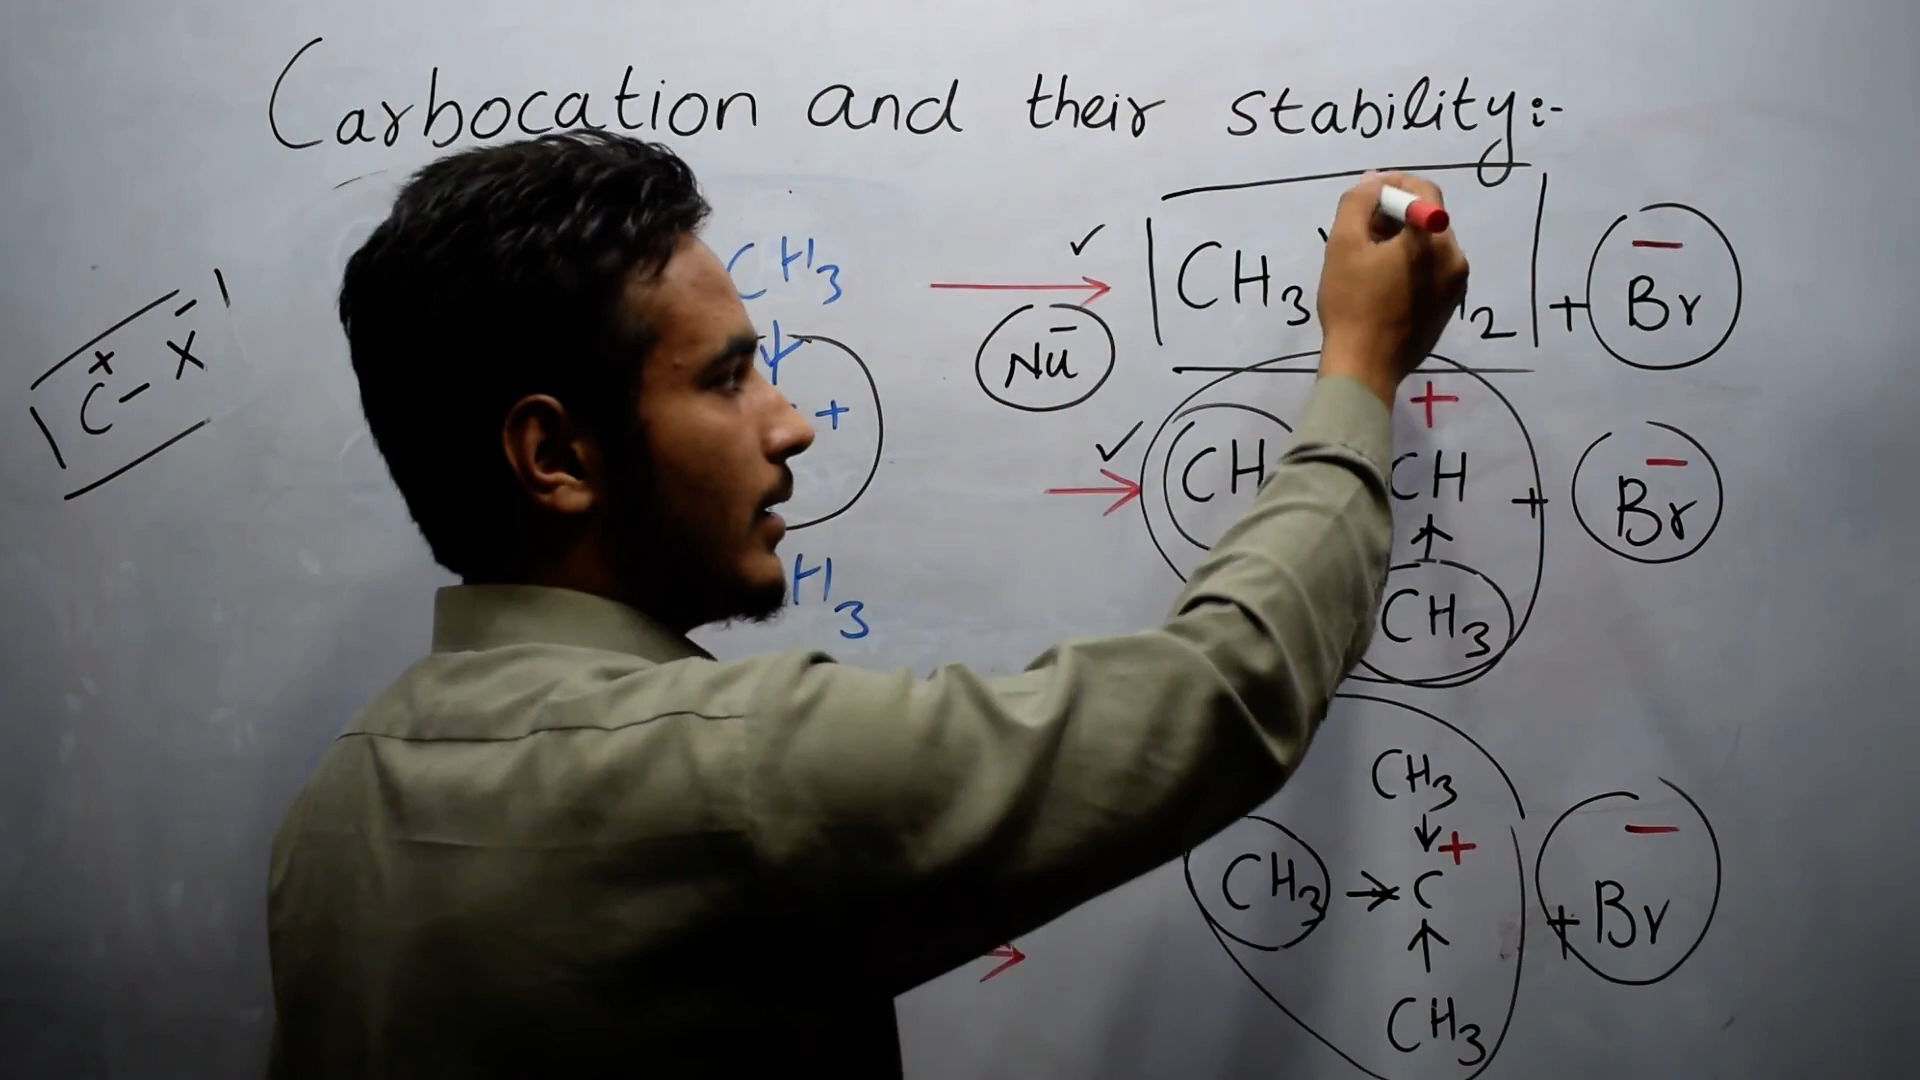 Carbocation and their stability:-
CH3
CH3 2 + Br −
Nu −
C + - X −
+
+
CH CH + Br −
CH3
H3
CH3
+
CH3 → C + Br −
CH3